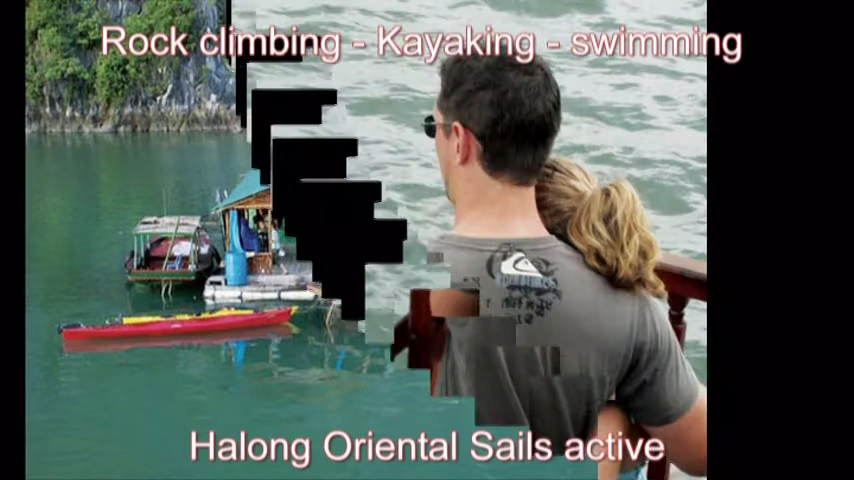 Rock climbing - Kayaking - swimming
Halong Oriental Sails active